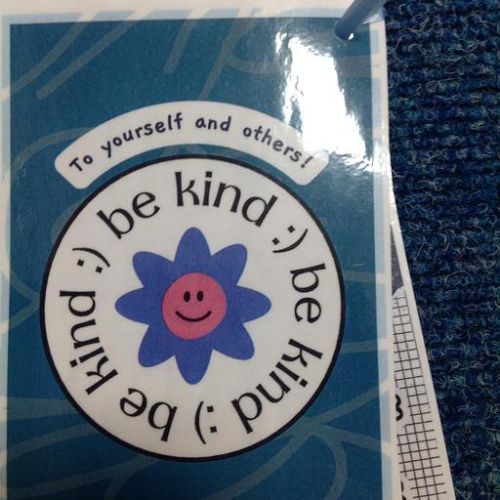 To yourself and others!
be kind :) be kind :) be kind :)